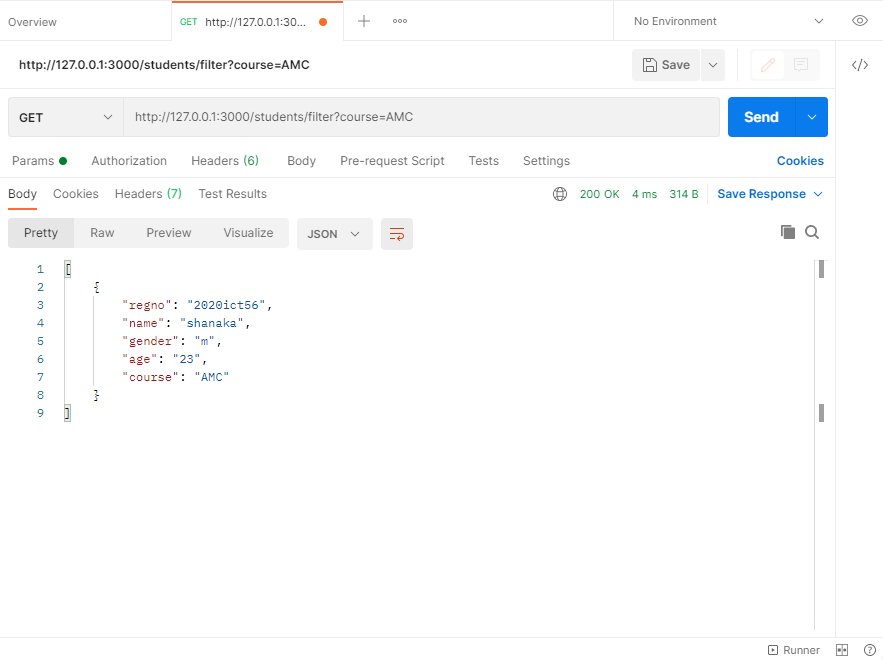 Overview GET http://127.0.0.1:30... No Environment
http://127.0.0.1:3000/students/filter?course=AMC Save
GET http://127.0.0.1:3000/students/filter?course=AMC Send
Params Authorization Headers (6) Body Pre-request Script Tests Settings Cookies
Body Cookies Headers (7) Test Results 200 OK 4 ms 314 B Save Response
Pretty Raw Preview Visualize JSON
1 [
2 {
3 "regno": "2020ict56",
4 "name": "shanaka",
5 "gender": "m",
6 "age": "23",
7 "course": "AMC"
8 }
9 ]
Runner